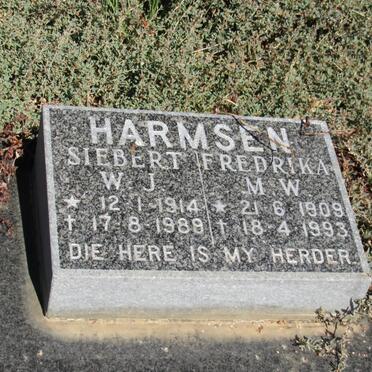 HARMSEN
SIEBERT FREDRIKA
W J M W
* 12·1·1914 * 21·6·1909
† 17·8·1989 † 18·4·1993
DIE HERE IS MY HERDER